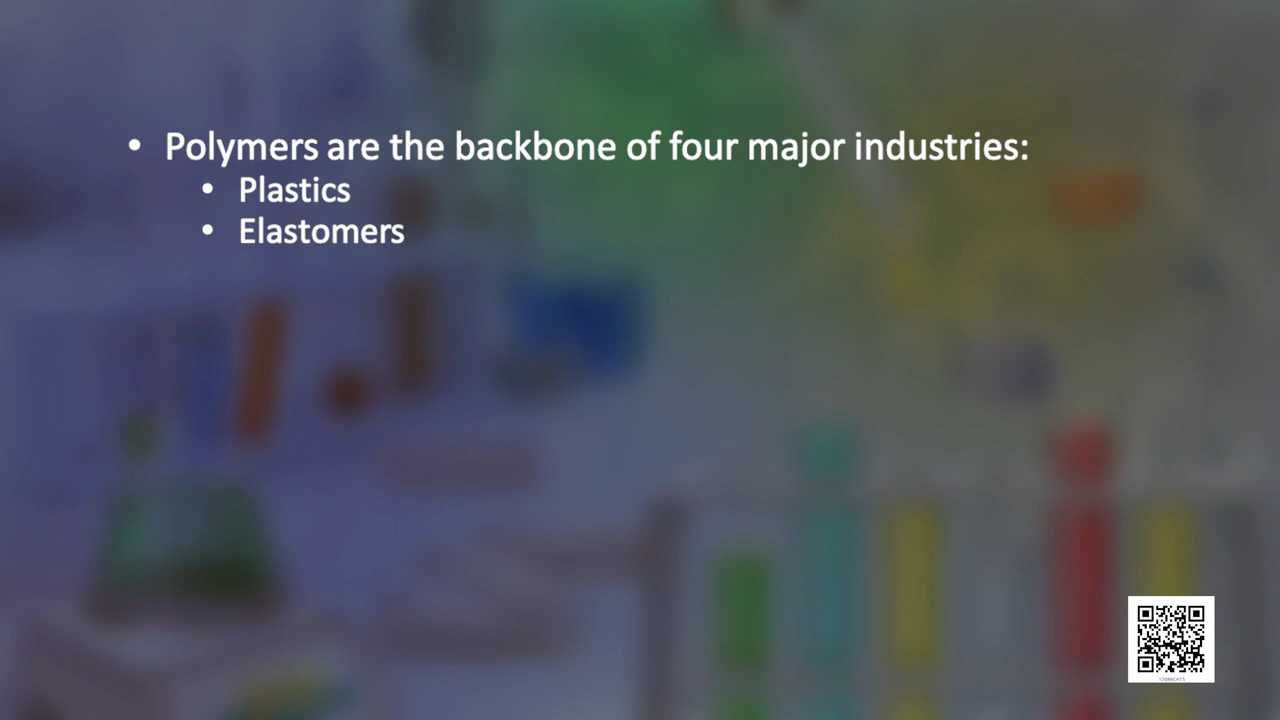 • Polymers are the backbone of four major industries:
• Plastics
• Elastomers